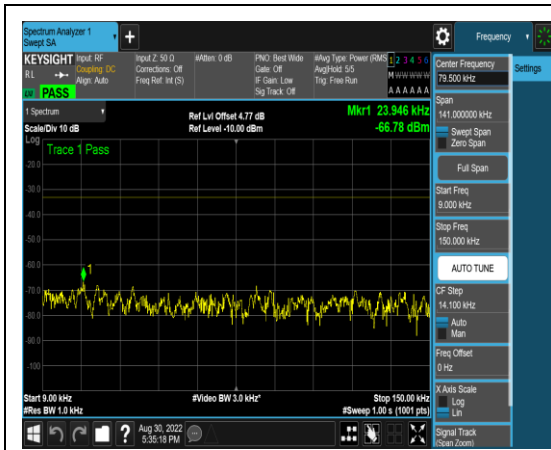 Spectrum Analyzer 1
Swept SA
Frequency
KEYSIGHT
RL
PASS
Input: RF
Coupling: DC
Align: Auto
Input Z: 50 Ω
Corrections: Off
Freq Ref: Int (S)
#Atten: 0 dB
PNO: Best Wide
Gate: Off
IF Gain: Low
Sig Track: Off
#Avg Type: Power (RMS
Avg|Hold: 5/5
Trig: Free Run
1 2 3 4 5 6
M W W W W W
A A A A A A
Center Frequency
79.500 kHz
Settings
Span
141.000000 kHz
Swept Span
Zero Span
Full Span
Start Freq
9.000 kHz
Stop Freq
150.000 kHz
AUTO TUNE
CF Step
14.100 kHz
Auto
Man
Freq Offset
0 Hz
X Axis Scale
Log
Lin
Signal Track
(Span Zoom)
1 Spectrum
Scale/Div 10 dB
Ref Lvl Offset 4.77 dB
Ref Level -10.00 dBm
Mkr1 23.946 kHz
-66.78 dBm
Log
Trace 1 Pass
-20.0
-30.0
-40.0
-50.0
-60.0
1
-70.0
-80.0
-90.0
-100
Start 9.00 kHz
#Res BW 1.0 kHz
#Video BW 3.0 kHz*
Stop 150.00 kHz
#Sweep 1.00 s (1001 pts)
?
Aug 30, 2022
5:35:18 PM